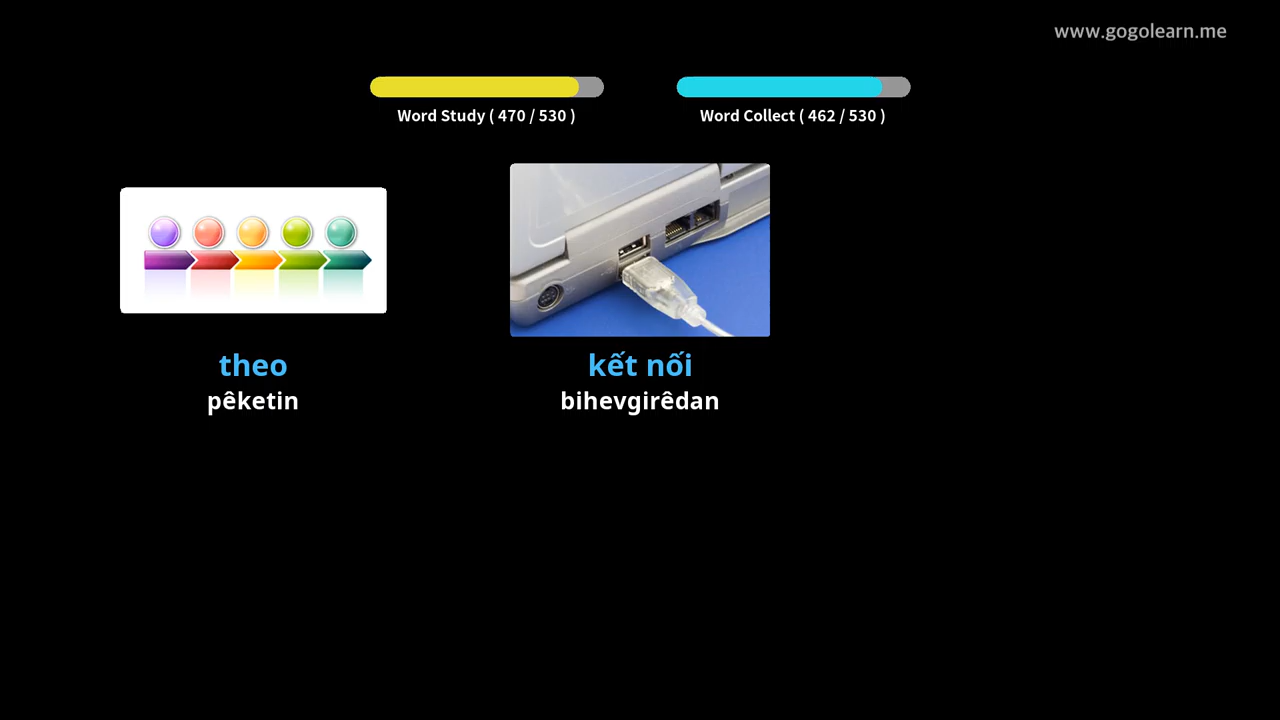 www.gogolearn.me
Word Study ( 470 / 530 )
Word Collect ( 462 / 530 )
theo
pêketin
kết nối
bihevgirêdan